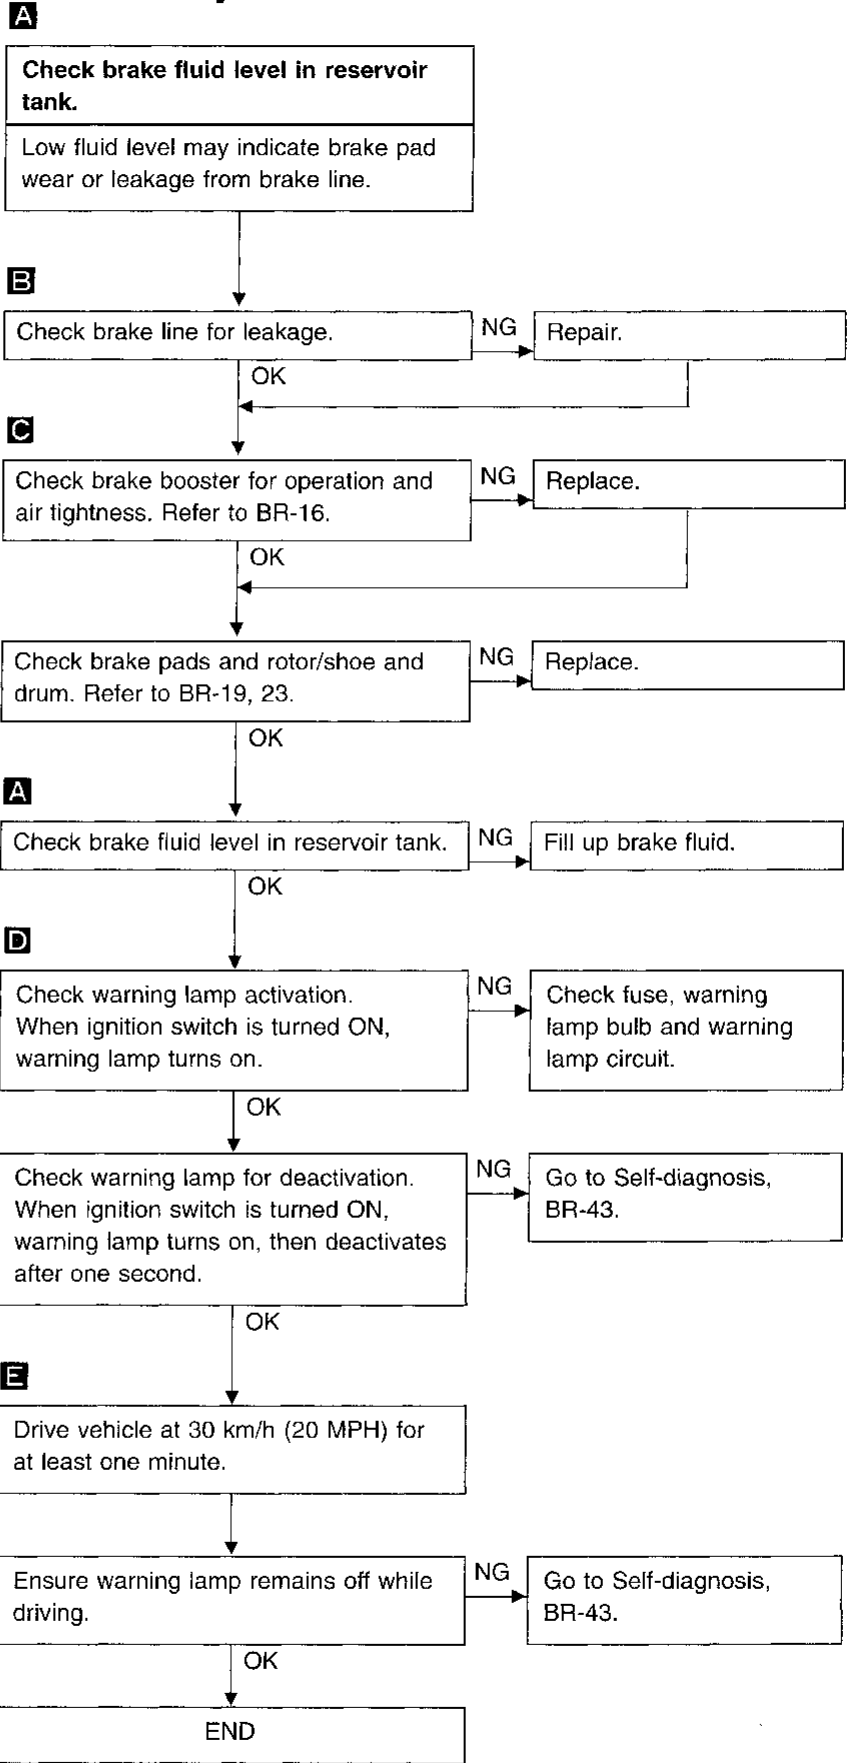 A
Check brake fluid level in reservoir
tank.
Low fluid level may indicate brake pad
wear or leakage from brake line.
B
Check brake line for leakage.
NG
Repair.
OK
C
Check brake booster for operation and
air tightness. Refer to BR-16.
NG
Replace.
OK
Check brake pads and rotor/shoe and
drum. Refer to BR-19, 23.
NG
Replace.
OK
A
Check brake fluid level in reservoir tank.
NG
Fill up brake fluid.
OK
D
Check warning lamp activation.
When ignition switch is turned ON,
warning lamp turns on.
NG
Check fuse, warning
lamp bulb and warning
lamp circuit.
OK
Check warning lamp for deactivation.
When ignition switch is turned ON,
warning lamp turns on, then deactivates
after one second.
NG
Go to Self-diagnosis,
BR-43.
OK
E
Drive vehicle at 30 km/h (20 MPH) for
at least one minute.
Ensure warning lamp remains off while
driving.
NG
Go to Self-diagnosis,
BR-43.
OK
END